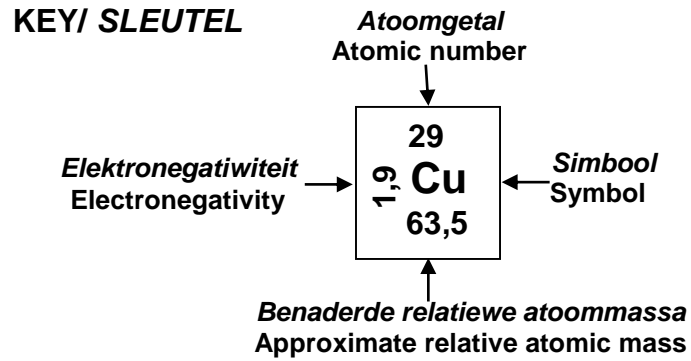 KEY/ SLEUTEL
Atoomgetal
Atomic number
Elektronegatiwiteit
Electronegativity
29
1,9
Cu
63,5
Simbool
Symbol
Benaderde relatiewe atoommassa
Approximate relative atomic mass